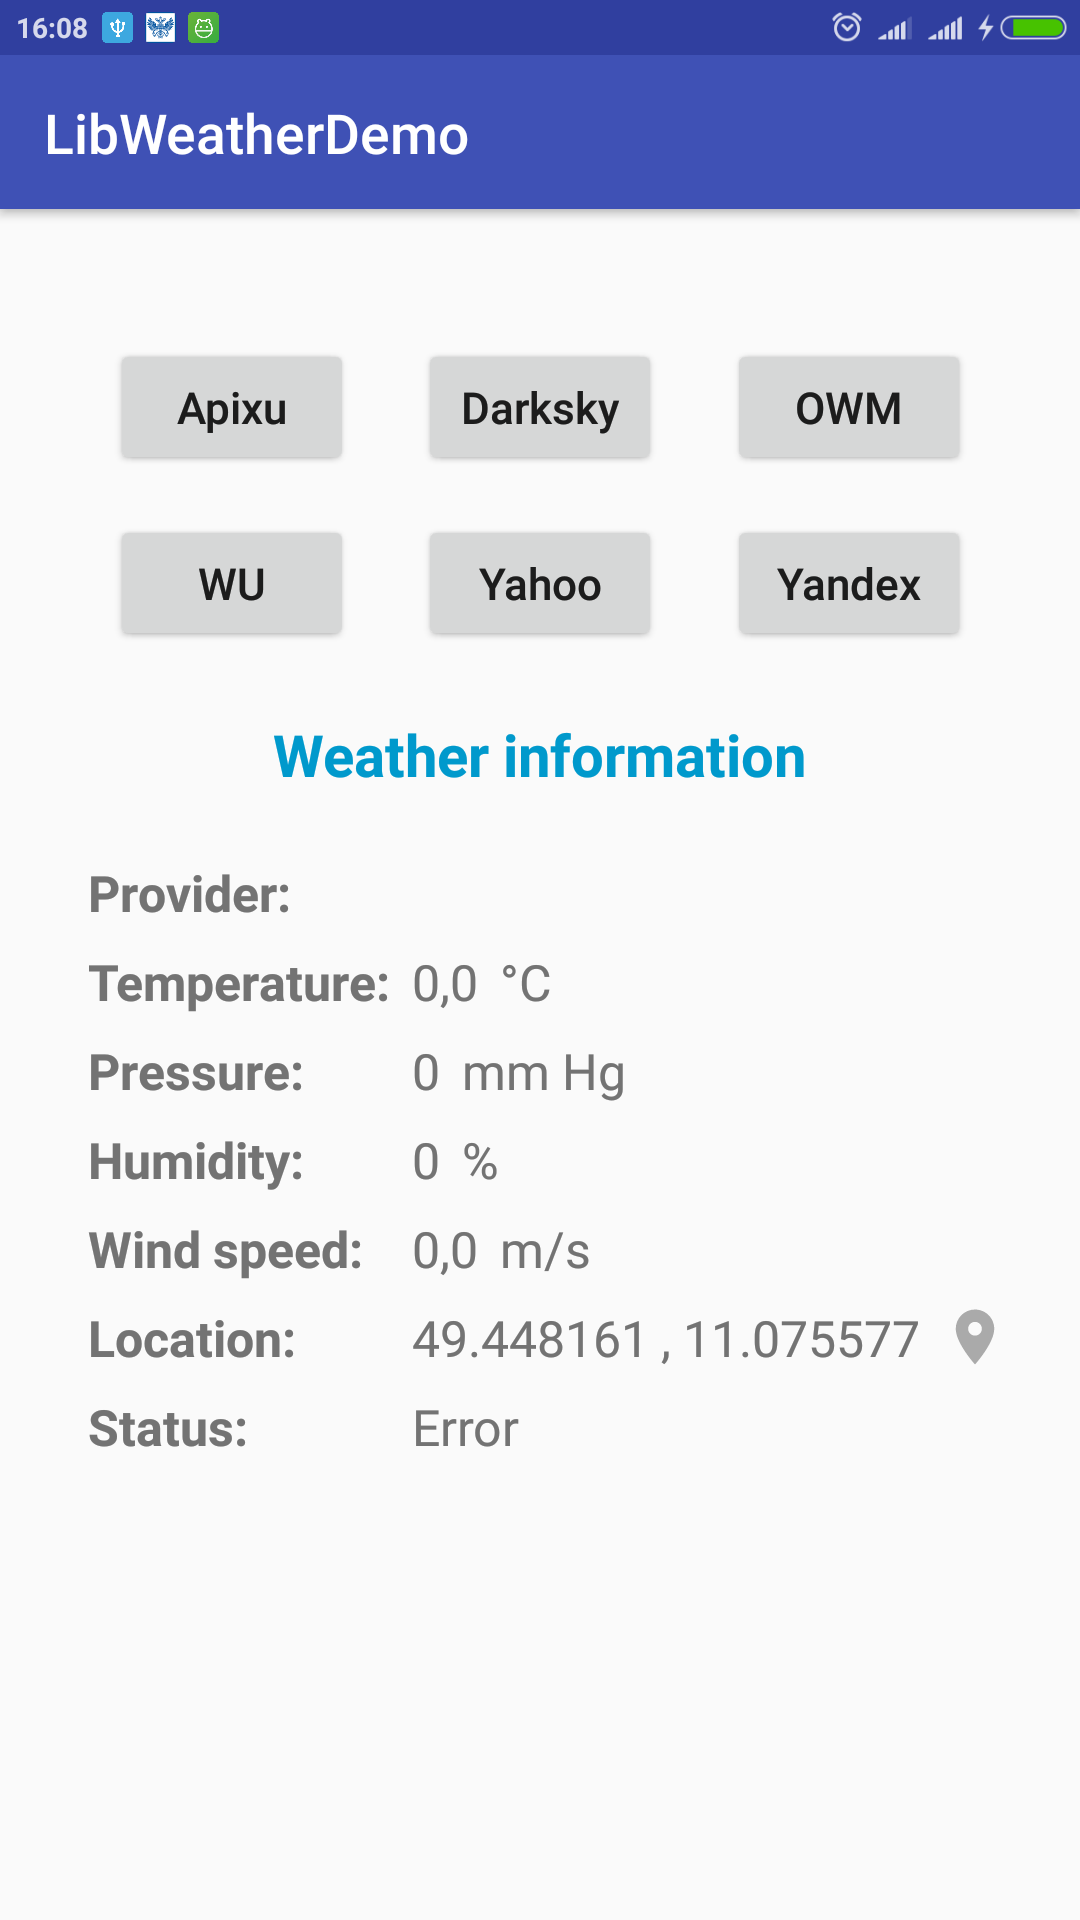 16:08
LibWeatherDemo
Apixu Darksky OWM
WU Yahoo Yandex
Weather information
Provider:
Temperature: 0,0 °C
Pressure: 0 mm Hg
Humidity: 0 %
Wind speed: 0,0 m/s
Location: 49.448161 , 11.075577
Status: Error